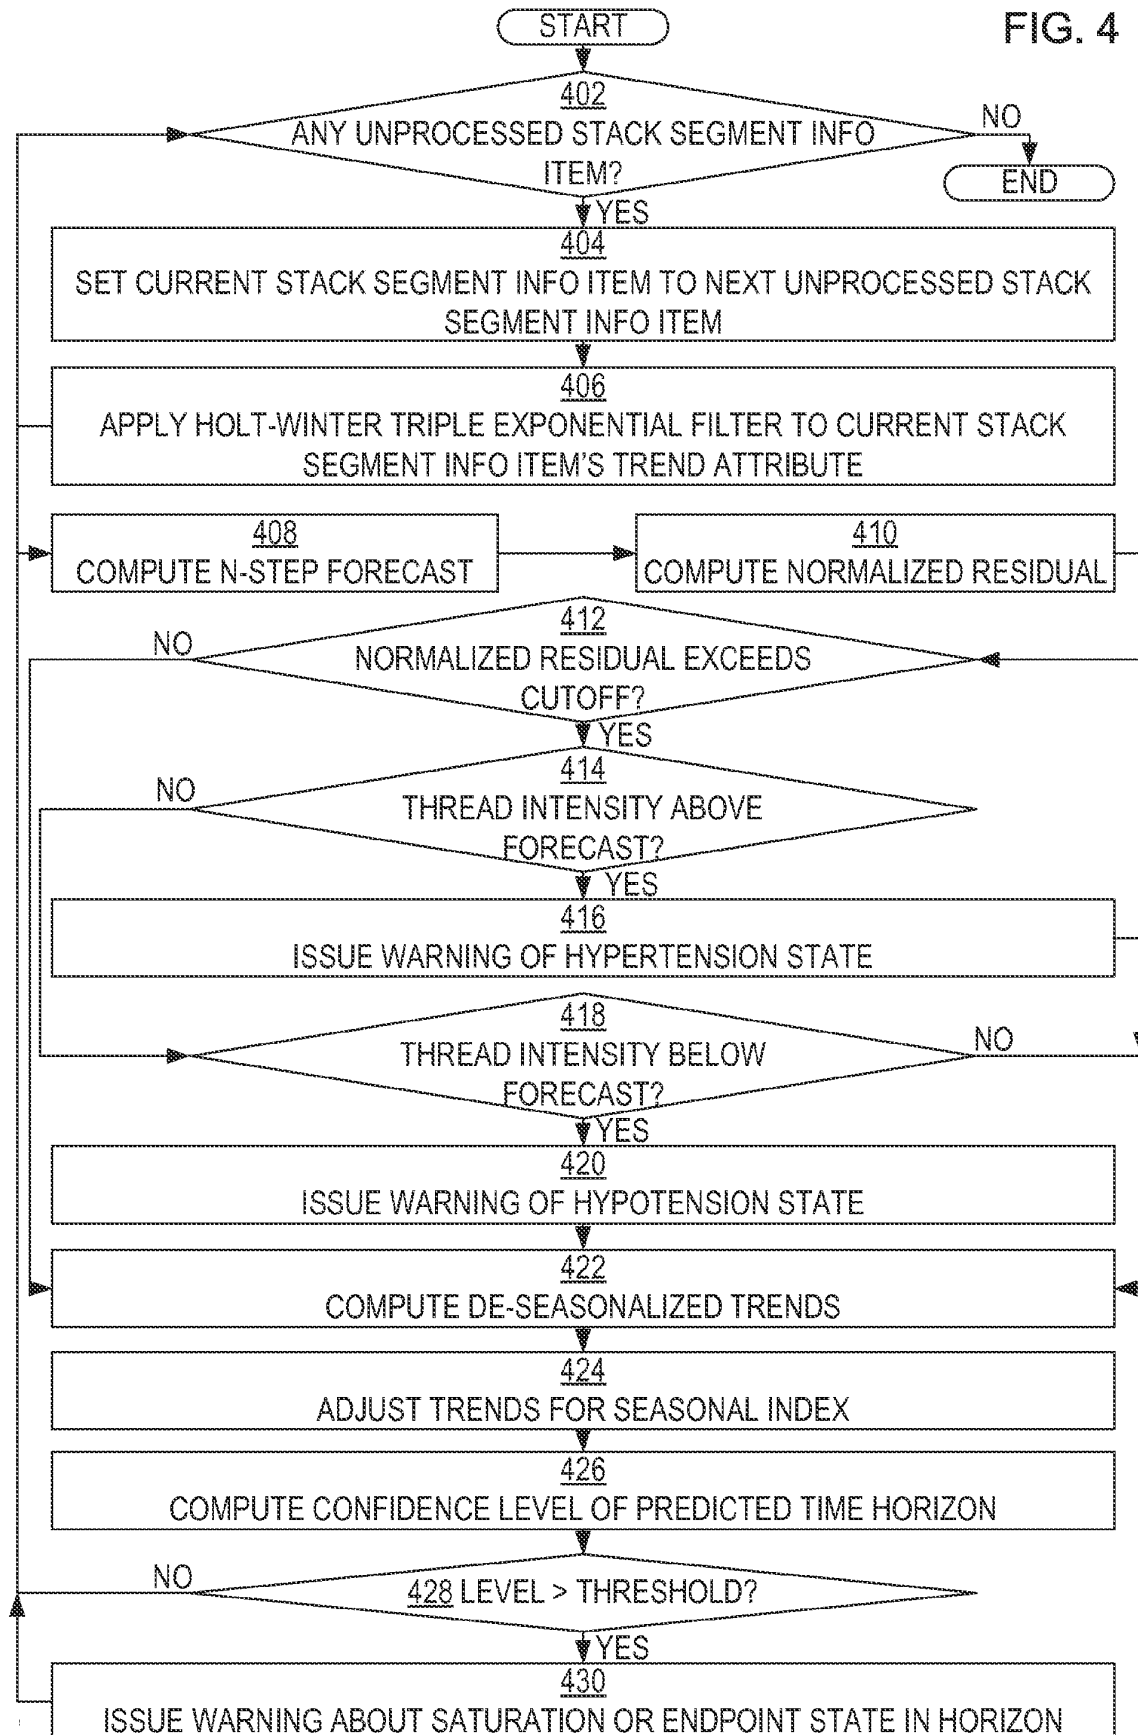 START
FIG. 4
402
ANY UNPROCESSED STACK SEGMENT INFO
ITEM?
NO
END
YES
404
SET CURRENT STACK SEGMENT INFO ITEM TO NEXT UNPROCESSED STACK
SEGMENT INFO ITEM
406
APPLY HOLT-WINTER TRIPLE EXPONENTIAL FILTER TO CURRENT STACK
SEGMENT INFO ITEM'S TREND ATTRIBUTE
408
COMPUTE N-STEP FORECAST
410
COMPUTE NORMALIZED RESIDUAL
412
NORMALIZED RESIDUAL EXCEEDS
CUTOFF?
NO
YES
414
THREAD INTENSITY ABOVE
FORECAST?
NO
YES
416
ISSUE WARNING OF HYPERTENSION STATE
418
THREAD INTENSITY BELOW
FORECAST?
NO
YES
420
ISSUE WARNING OF HYPOTENSION STATE
422
COMPUTE DE-SEASONALIZED TRENDS
424
ADJUST TRENDS FOR SEASONAL INDEX
426
COMPUTE CONFIDENCE LEVEL OF PREDICTED TIME HORIZON
NO
428 LEVEL > THRESHOLD?
YES
430
ISSUE WARNING ABOUT SATURATION OR ENDPOINT STATE IN HORIZON